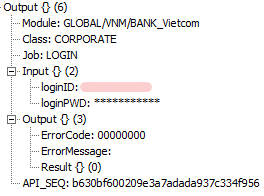 Output {} (6)
Module: GLOBAL/VNM/BANK_Vietcom
Class: CORPORATE
Job: LOGIN
Input {} (2)
loginID:
loginPWD: ***********
Output {} (3)
ErrorCode: 00000000
ErrorMessage:
Result {} (0)
API_SEQ: b630bf600209e3a7adada937c334f956